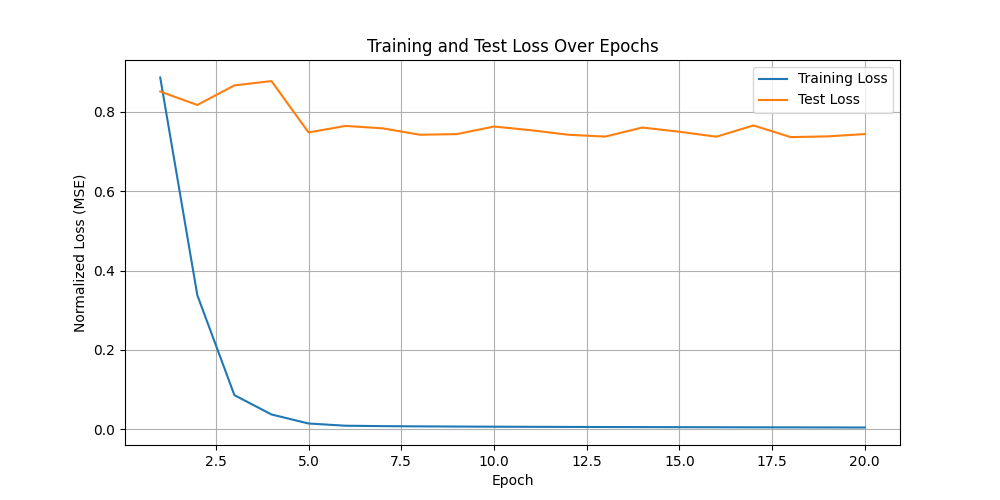 Training and Test Loss Over Epochs
Training Loss
Test Loss
Normalized Loss (MSE)
0.8
0.6
0.4
0.2
0.0
2.5 5.0 7.5 10.0 12.5 15.0 17.5 20.0
Epoch